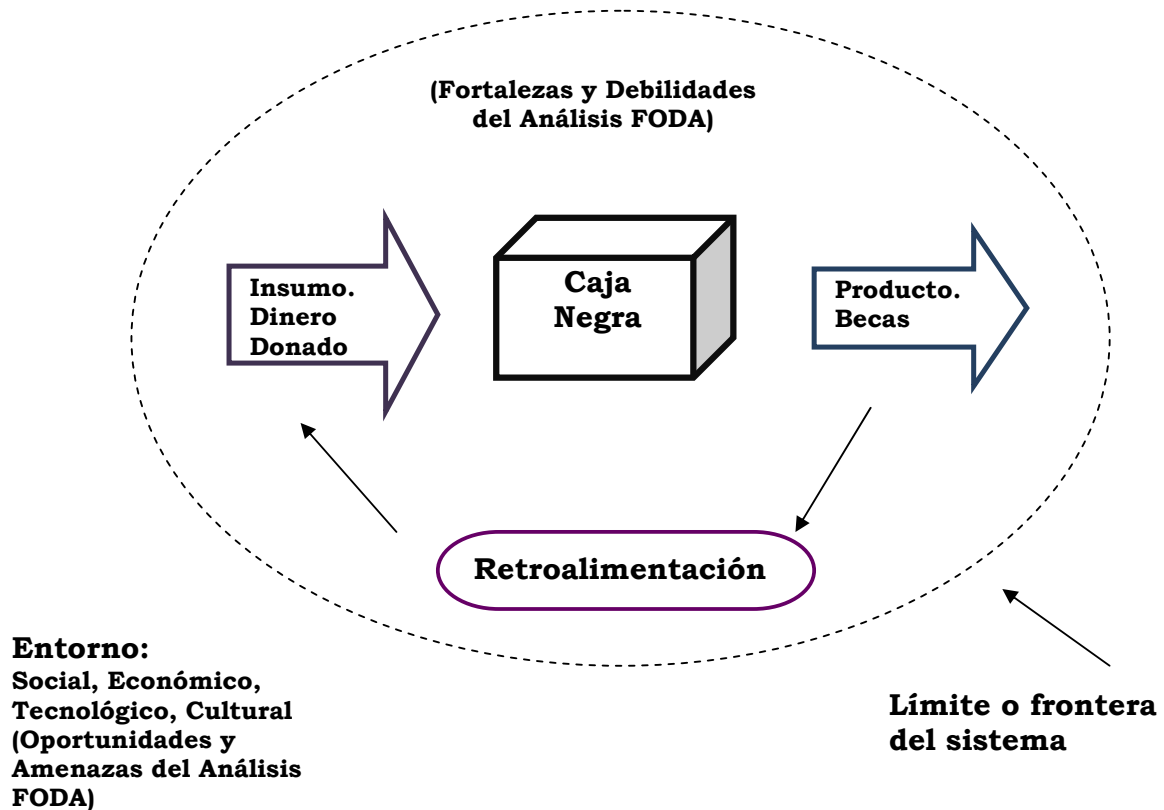 (Fortalezas y Debilidades
del Análisis FODA)
Insumo.
Dinero
Donado
Caja
Negra
Producto.
Becas
Retroalimentación
Entorno:
Social, Económico,
Tecnológico, Cultural
(Oportunidades y
Amenazas del Análisis
FODA)
Límite o frontera
del sistema